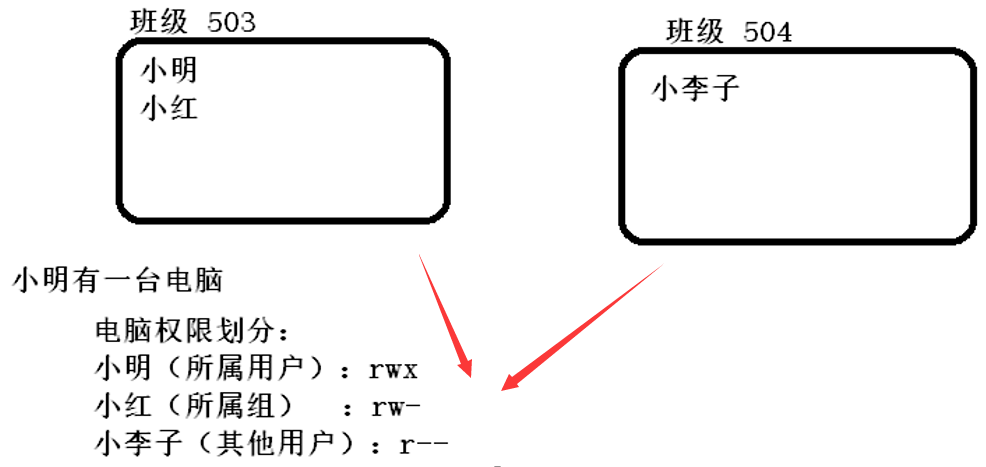 班级 503
小明
小红
班级 504
小李子
小明有一台电脑
电脑权限划分：
小明（所属用户）：rwx
小红（所属组） ：rw-
小李子（其他用户）：r--